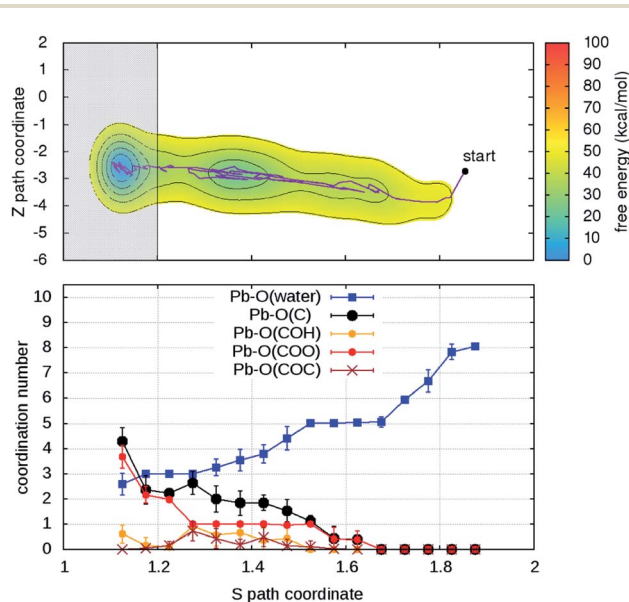 2
1
0
-1
-2
-3
-4
-5
-6
Z path coordinate
start
100
90
80
70
60
50
40
30
20
10
0
free energy (kcal/mol)
10
9
8
7
6
5
4
3
2
1
0
coordination number
Pb-O(water)
Pb-O(C)
Pb-O(COH)
Pb-O(COO)
Pb-O(COC)
1 1.2 1.4 1.6 1.8 2
S path coordinate